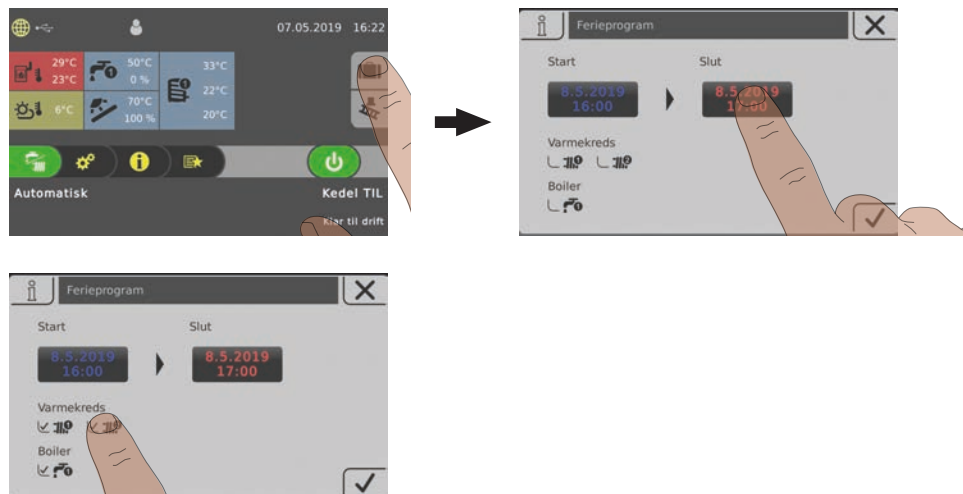 07.05.2019 16:22
29°C 50°C 33°C
23°C 0 % 22°C
6°C 70°C 20°C
100 %
Automatisk Kedel TIL
Klar til drift
Ferieprogram
Start Slut
8.5.2019 8.5.2019
16:00 17:00
Varmekreds
Boiler
Ferieprogram
Start Slut
8.5.2019 8.5.2019
16:00 17:00
Varmekreds
Boiler